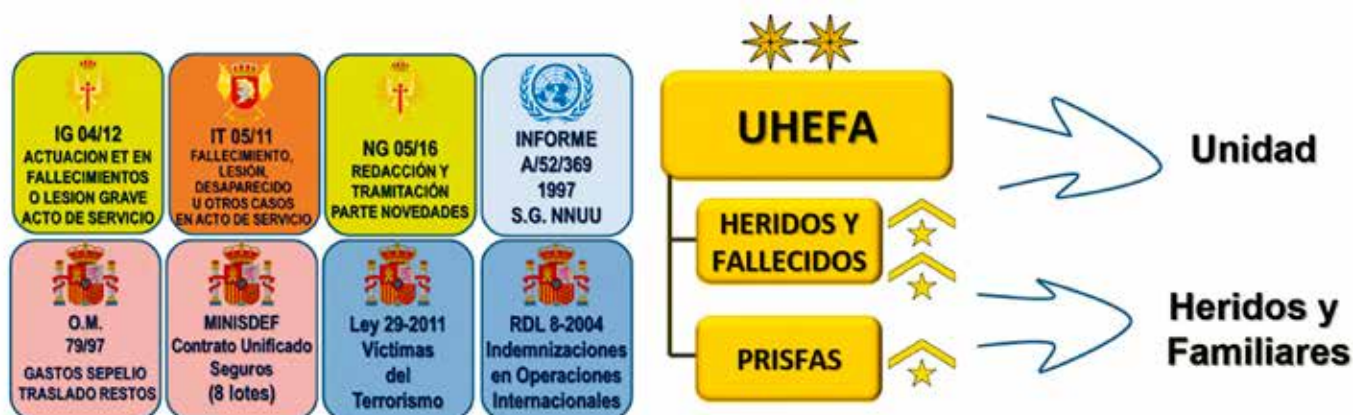 IG 04/12
ACTUACION ET EN
FALLECIMIENTOS
O LESION GRAVE
ACTO DE SERVICIO
IT 05/11
FALLECIMIENTO,
LESIÓN,
DESAPARECIDO
U OTROS CASOS
EN ACTO DE SERVICIO
NG 05/16
REDACCIÓN Y
TRAMITACIÓN
PARTE NOVEDADES
INFORME
A/52/369
1997
S.G. NNUU
O.M.
79/97
GASTOS SEPELIO
TRASLADO RESTOS
MINISDEF
Contrato Unificado
Seguros
(8 lotes)
Ley 29-2011
Víctimas
del
Terrorismo
RDL 8-2004
Indemnizaciones
en Operaciones
Internacionales
UHEFA
HERIDOS Y
FALLECIDOS
PRISFAS
Unidad
Heridos y
Familiares